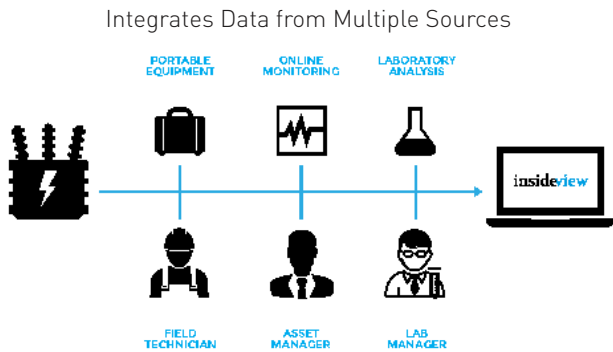 Integrates Data from Multiple Sources
PORTABLE
EQUIPMENT
ONLINE
MONITORING
LABORATORY
ANALYSIS
insideview
FIELD
TECHNICIAN
ASSET
MANAGER
LAB
MANAGER